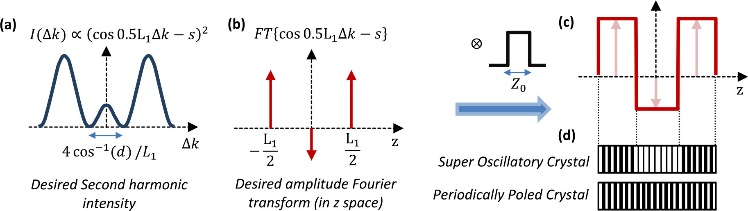 (a)
I(Δk) ∝ (cos 0.5L₁Δk − s)²
Δk
4 cos⁻¹(d) /L₁
Desired Second harmonic
intensity
(b)
FT{cos 0.5L₁Δk − s}
−L₁/2
L₁/2
z
Desired amplitude Fourier
transform (in z space)
⊗
Z₀
(c)
z
(d)
Super Oscillatory Crystal
Periodically Poled Crystal